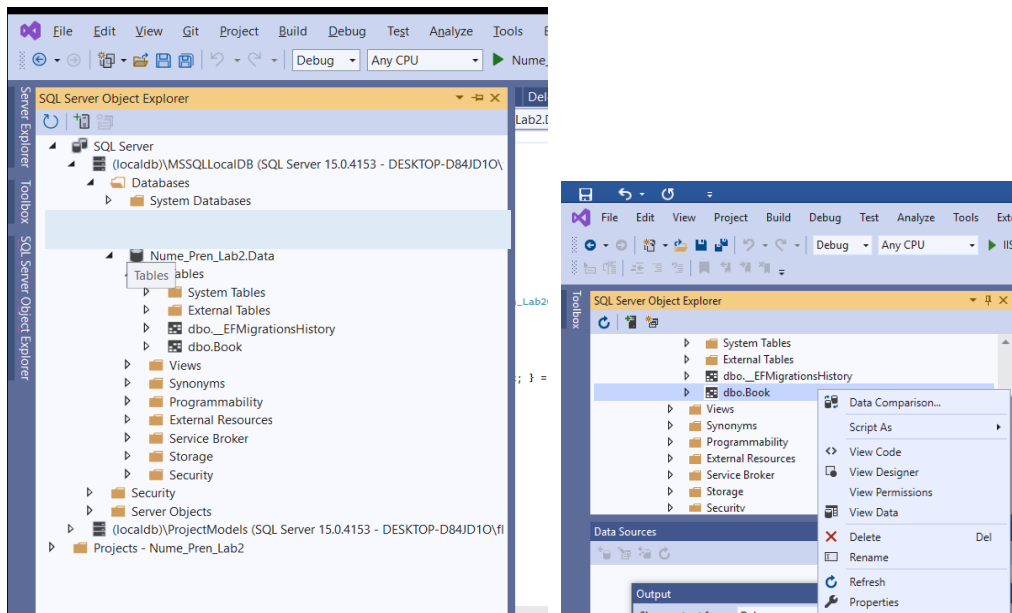 File Edit View Git Project Build Debug Test Analyze Tools
Debug Any CPU Nume_
Server Explorer
Toolbox
SQL Server Object Explorer
SQL Server Object Explorer
Del
Lab2.D
SQL Server
(localdb)\MSSQLLocalDB (SQL Server 15.0.4153 - DESKTOP-D84JD1O\
Databases
System Databases
Nume_Pren_Lab2.Data
Tables
ables
System Tables
External Tables
dbo.__EFMigrationsHistory
dbo.Book
Views
Synonyms
Programmability
External Resources
Service Broker
Storage
Security
Security
Server Objects
(localdb)\ProjectModels (SQL Server 15.0.4153 - DESKTOP-D84JD1O\fl
Projects - Nume_Pren_Lab2
_Lab2
; } =
File Edit View Project Build Debug Test Analyze Tools Ext
Debug Any CPU IIS
Toolbox
SQL Server Object Explorer
System Tables
External Tables
dbo.__EFMigrationsHistory
dbo.Book
Views
Synonyms
Programmability
External Resources
Service Broker
Storage
Security
Data Comparison...
Script As
View Code
View Designer
View Permissions
View Data
Delete Del
Rename
Refresh
Properties
Data Sources
Output